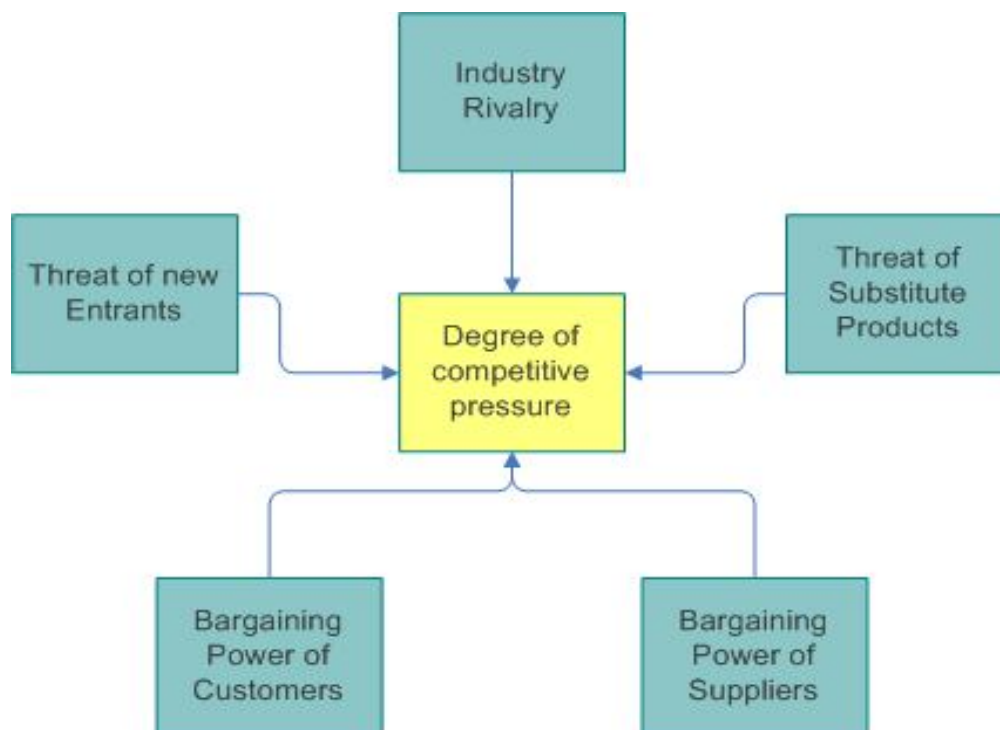 Industry
Rivalry
Threat of new
Entrants
Threat of
Substitute
Products
Degree of
competitive
pressure
Bargaining
Power of
Customers
Bargaining
Power of
Suppliers